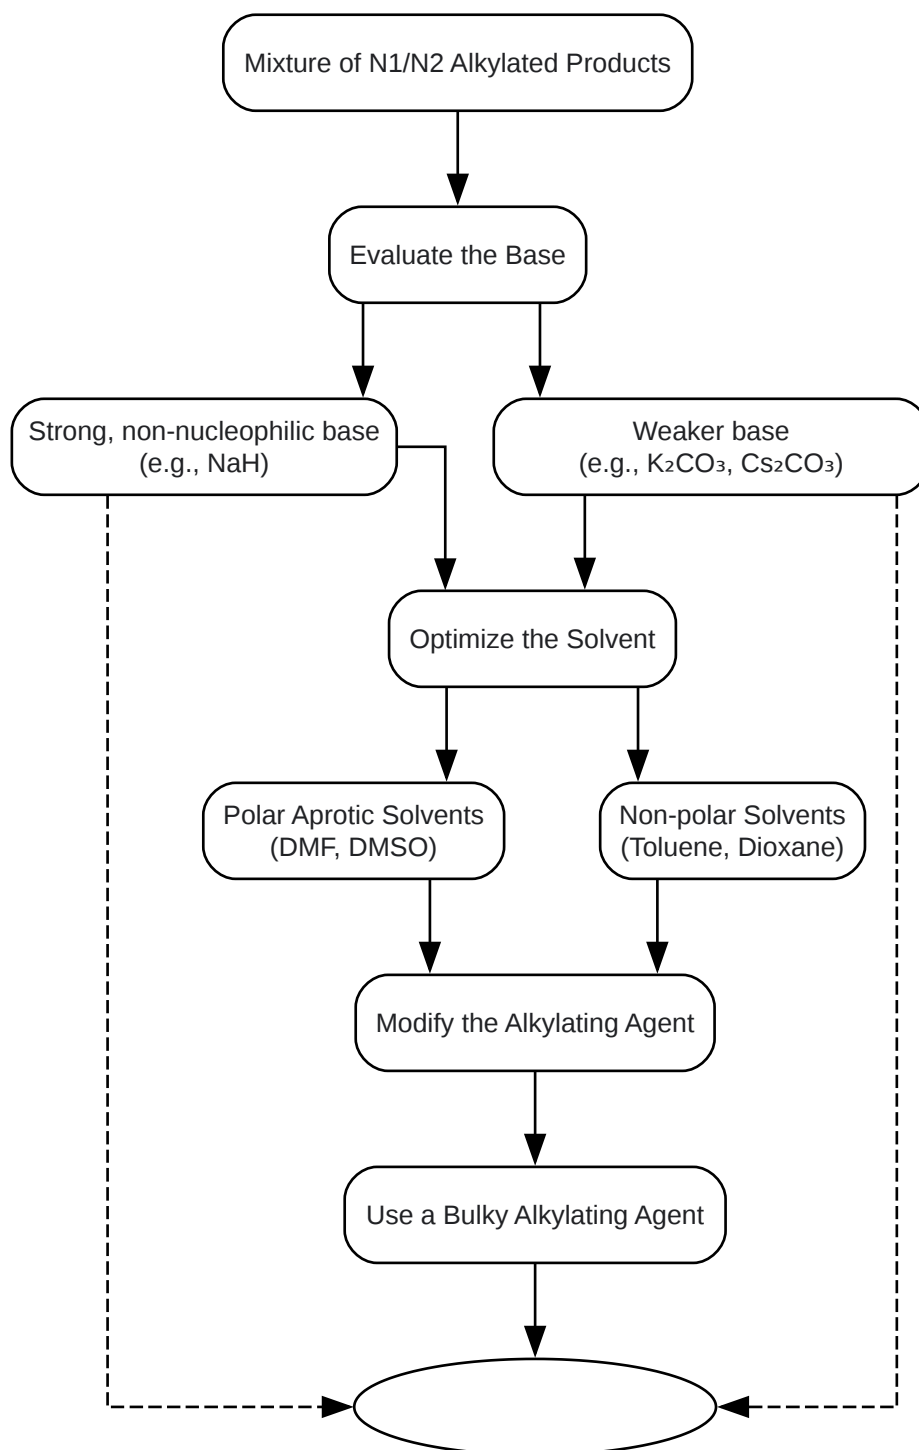 Mixture of N1/N2 Alkylated Products
Evaluate the Base
Strong, non-nucleophilic base
(e.g., NaH)
Weaker base
(e.g., K₂CO₃, Cs₂CO₃)
Optimize the Solvent
Polar Aprotic Solvents
(DMF, DMSO)
Non-polar Solvents
(Toluene, Dioxane)
Modify the Alkylating Agent
Use a Bulky Alkylating Agent